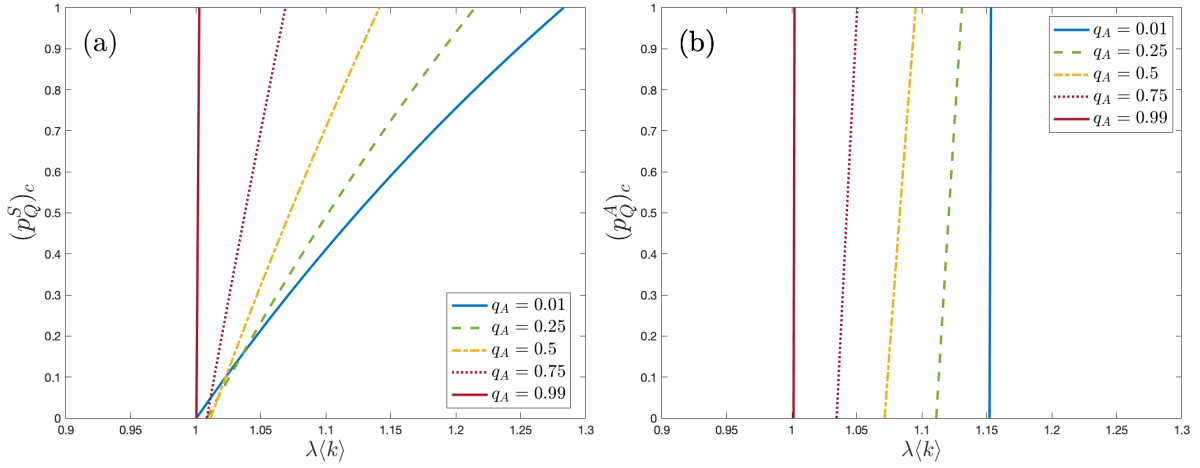 (a)
(p_Q^S)_c
1
0.9
0.8
0.7
0.6
0.5
0.4
0.3
0.2
0.1
0
0.9 0.95 1 1.05 1.1 1.15 1.2 1.25 1.3
λ⟨k⟩
q_A = 0.01
q_A = 0.25
q_A = 0.5
q_A = 0.75
q_A = 0.99
(b)
(p_Q^A)_c
1
0.9
0.8
0.7
0.6
0.5
0.4
0.3
0.2
0.1
0
0.9 0.95 1 1.05 1.1 1.15 1.2 1.25 1.3
λ⟨k⟩
q_A = 0.01
q_A = 0.25
q_A = 0.5
q_A = 0.75
q_A = 0.99